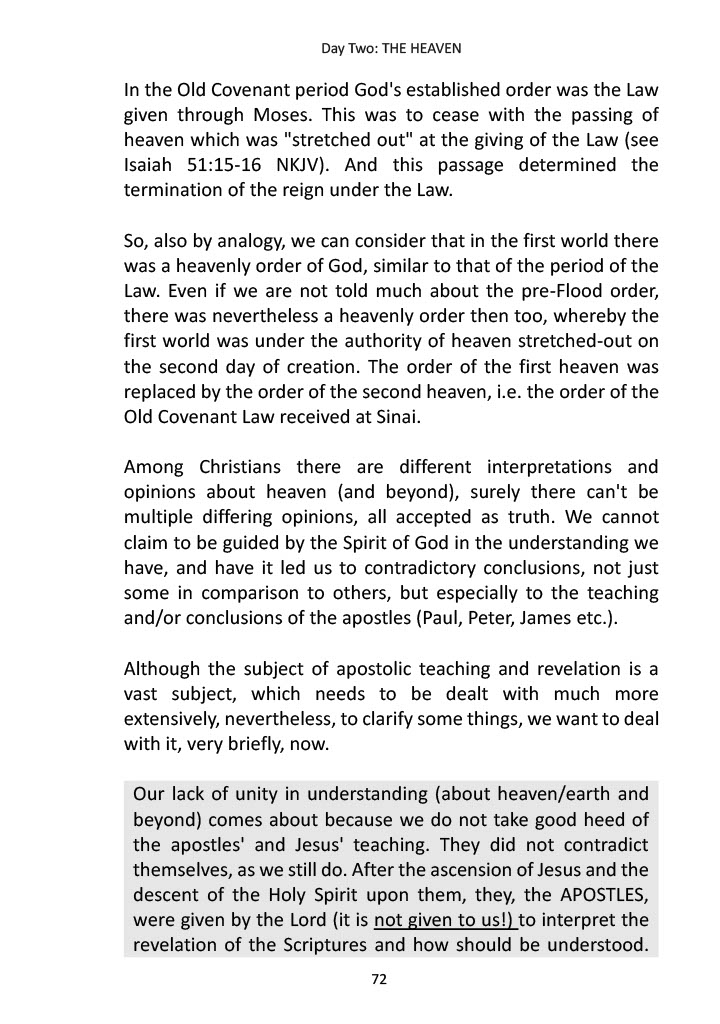 Day Two: THE HEAVEN
In the Old Covenant period God's established order was the Law
given through Moses. This was to cease with the passing of
heaven which was "stretched out" at the giving of the Law (see
Isaiah 51:15-16 NKJV). And this passage determined the
termination of the reign under the Law.
So, also by analogy, we can consider that in the first world there
was a heavenly order of God, similar to that of the period of the
Law. Even if we are not told much about the pre-Flood order,
there was nevertheless a heavenly order then too, whereby the
first world was under the authority of heaven stretched-out on
the second day of creation. The order of the first heaven was
replaced by the order of the second heaven, i.e. the order of the
Old Covenant Law received at Sinai.
Among Christians there are different interpretations and
opinions about heaven (and beyond), surely there can't be
multiple differing opinions, all accepted as truth. We cannot
claim to be guided by the Spirit of God in the understanding we
have, and have it led us to contradictory conclusions, not just
some in comparison to others, but especially to the teaching
and/or conclusions of the apostles (Paul, Peter, James etc.).
Although the subject of apostolic teaching and revelation is a
vast subject, which needs to be dealt with much more
extensively, nevertheless, to clarify some things, we want to deal
with it, very briefly, now.
Our lack of unity in understanding (about heaven/earth and
beyond) comes about because we do not take good heed of
the apostles' and Jesus' teaching. They did not contradict
themselves, as we still do. After the ascension of Jesus and the
descent of the Holy Spirit upon them, they, the APOSTLES,
were given by the Lord (it is not given to us!) to interpret the
revelation of the Scriptures and how should be understood.
72